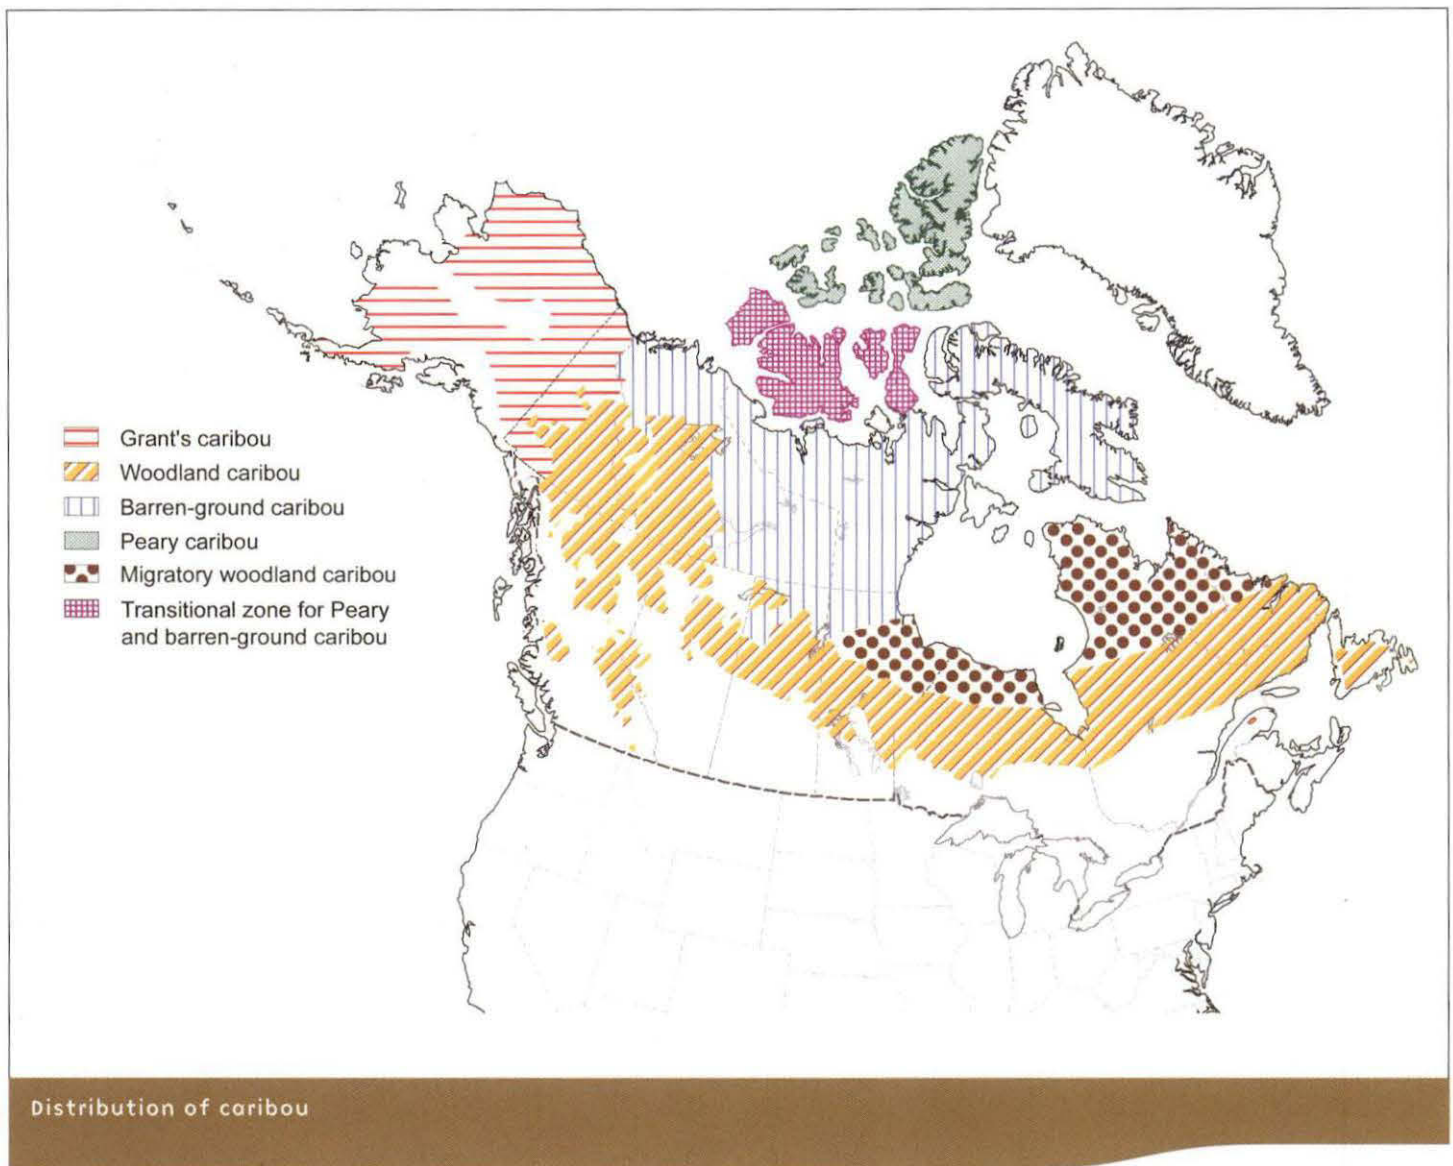 Grant's caribou
Woodland caribou
Barren-ground caribou
Peary caribou
Migratory woodland caribou
Transitional zone for Peary
and barren-ground caribou
Distribution of caribou